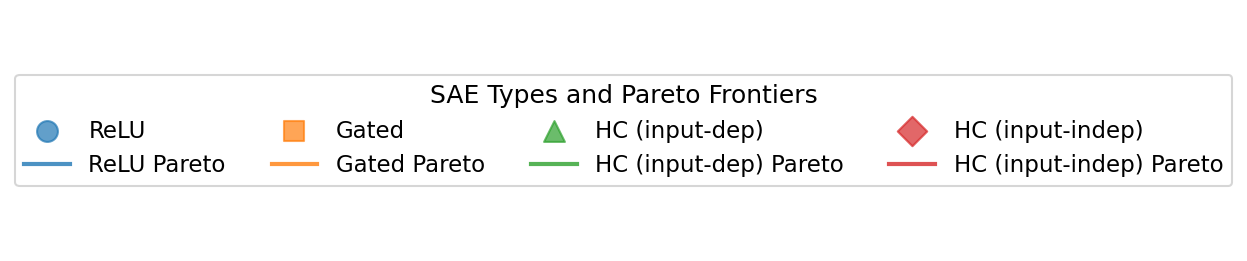 SAE Types and Pareto Frontiers
ReLU Gated HC (input-dep) HC (input-indep)
ReLU Pareto Gated Pareto HC (input-dep) Pareto HC (input-indep) Pareto